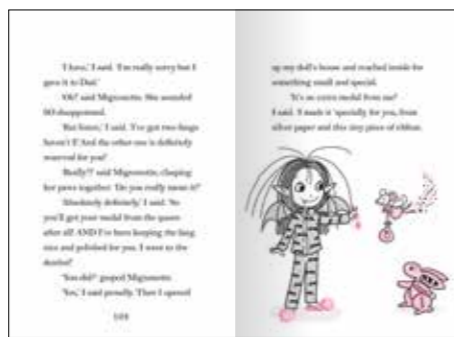 'I have,' I said. 'I'm really sorry but I
gave it to Dad.'
'Oh!' said Mignonette. She sounded
SO disappointed.
'But listen,' I said. 'I've got two fangs
haven't I? And the other one is definitely
reserved for you!'
'Really?!' said Mignonette, clasping
her paws together. 'Do you really mean it?'
'Absolutely definitely,' I said. 'So
you'll get your medal from the queen
after all! AND I've been keeping the fang
nice and polished for you. I went to the
dentist!'
'You did?' gasped Mignonette.
'Yes,' I said proudly. Then I opened
up my doll's house and reached inside for
something small and special.
'It's an extra medal from me!'
I said. 'I made it 'specially for you, from
silver paper and this tiny piece of ribbon.